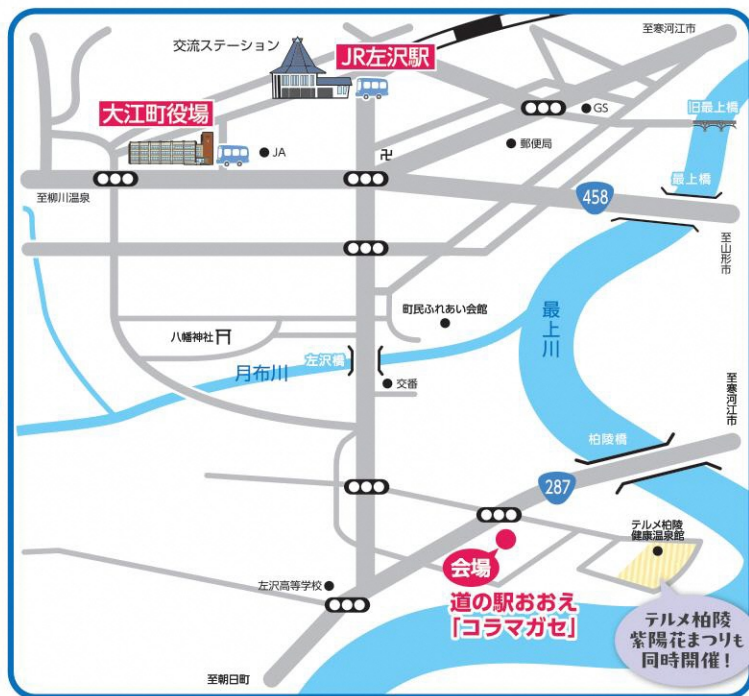 至寒河江市
交流ステーション
JR左沢駅
大江町役場
JA
GS
旧最上橋
郵便局
卍
最上橋
至柳川温泉
458
至山形市
町民ふれあい会館
最上川
八幡神社
左沢橋
月布川
交番
至寒河江市
柏陵橋
287
テルメ柏陵
健康温泉館
会場
道の駅おおえ
「コラマガセ」
左沢高等学校
テルメ柏陵
紫陽花まつりも
同時開催！
至朝日町